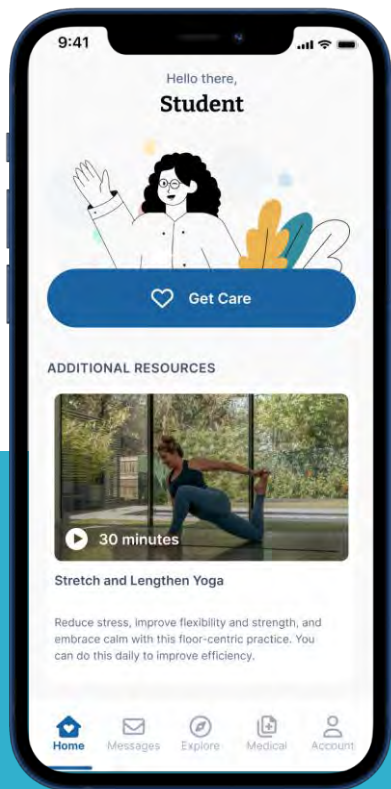 9:41
Hello there,
Student
Get Care
ADDITIONAL RESOURCES
30 minutes
Stretch and Lengthen Yoga
Reduce stress, improve flexibility and strength, and
embrace calm with this floor-centric practice. You
can do this daily to improve efficiency.
Home Messages Explore Medical Account